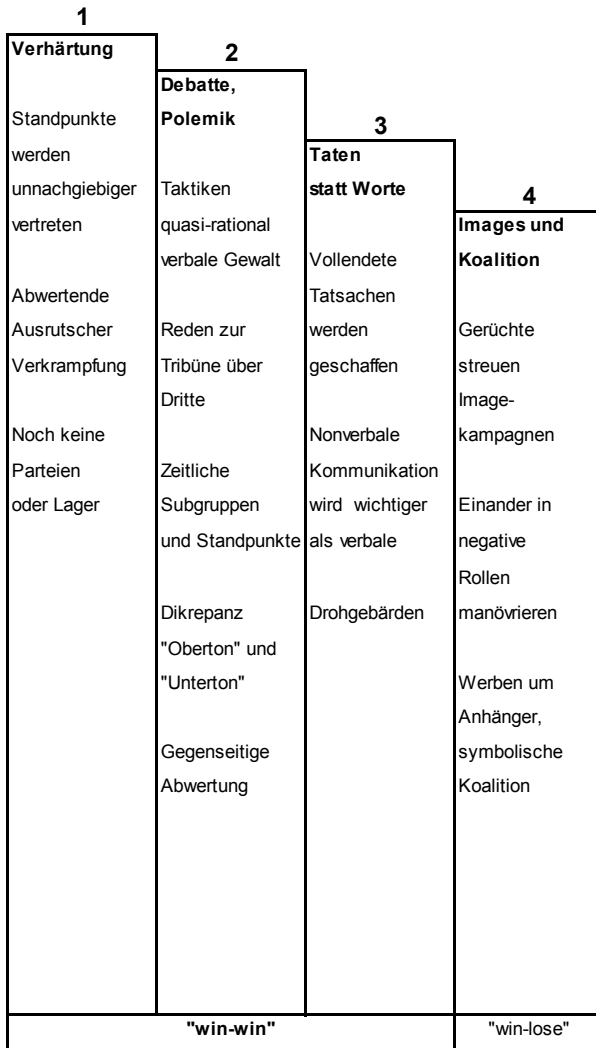 1
Verhärtung
Standpunkte
werden
unnachgiebiger
vertreten
Abwertende
Ausrutscher
Verkrampfung
Noch keine
Parteien
oder Lager
2
Debatte,
Polemik
Taktiken
quasi-rational
verbale Gewalt
Reden zur
Tribüne über
Dritte
Zeitliche
Subgruppen
und Standpunkte
Dikrepanz
"Oberton" und
"Unterton"
Gegenseitige
Abwertung
3
Taten
statt Worte
Vollendete
Tatsachen
werden
geschaffen
Nonverbale
Kommunikation
wird wichtiger
als verbale
Drohgebärden
4
Images und
Koalition
Gerüchte
streuen
Image-
kampagnen
Einander in
negative
Rollen
manövrieren
Werben um
Anhänger,
symbolische
Koalition
"win-win"
"win-lose"